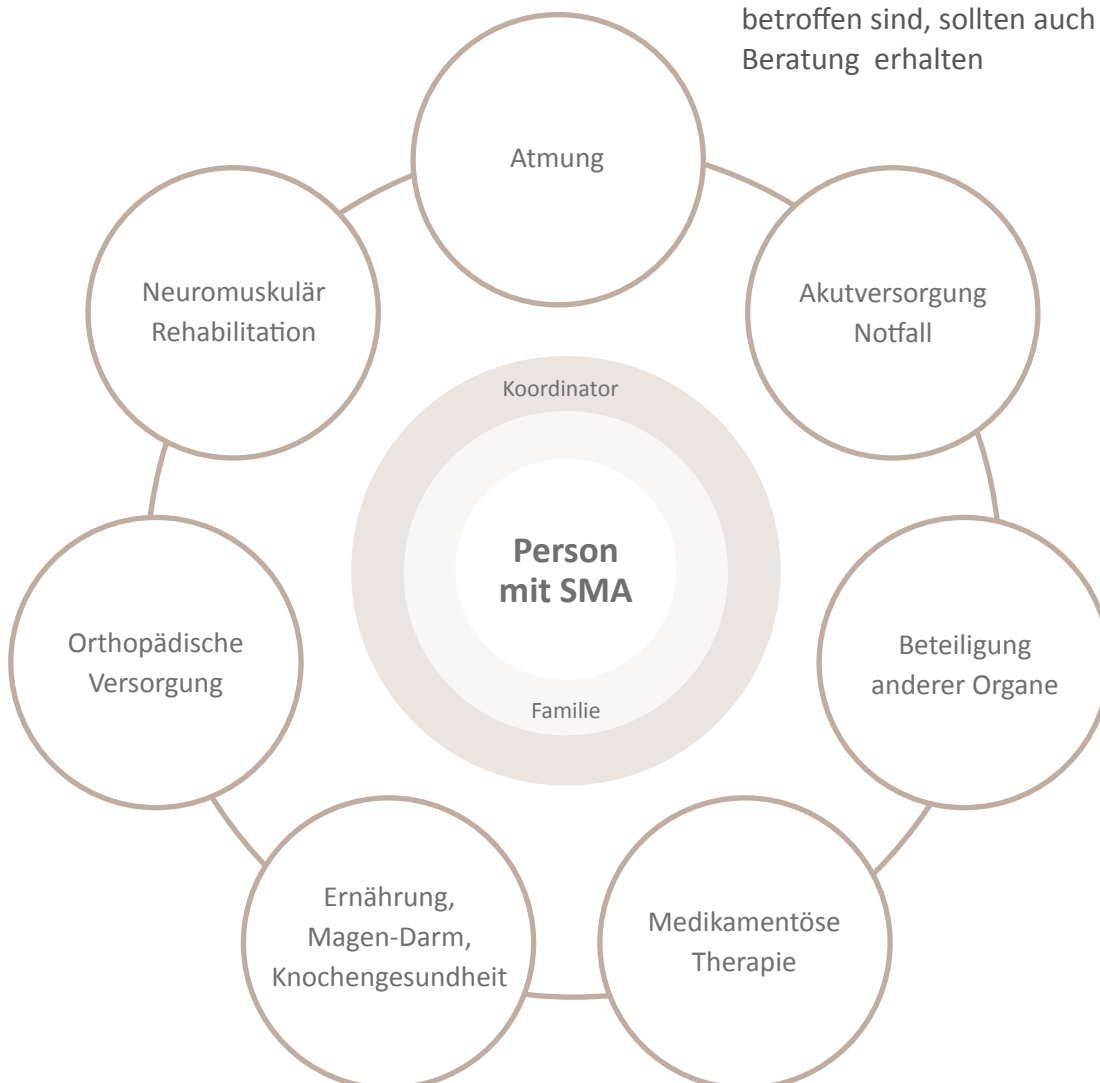 betroffen sind, sollten auch
Beratung erhalten
Atmung
Neuromuskulär
Rehabilitation
Akutversorgung
Notfall
Koordinator
Person
mit SMA
Familie
Orthopädische
Versorgung
Beteiligung
anderer Organe
Ernährung,
Magen-Darm,
Knochengesundheit
Medikamentöse
Therapie